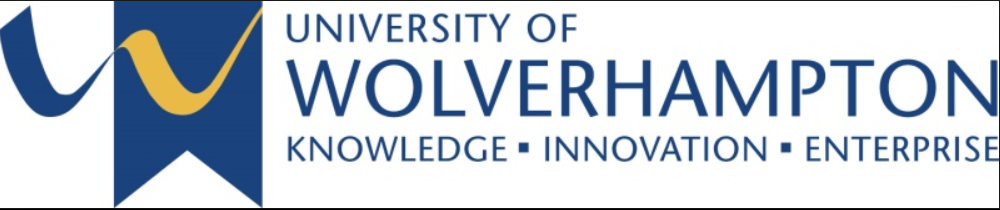 UNIVERSITY OF
WOLVERHAMPTON
KNOWLEDGE ▪ INNOVATION ▪ ENTERPRISE